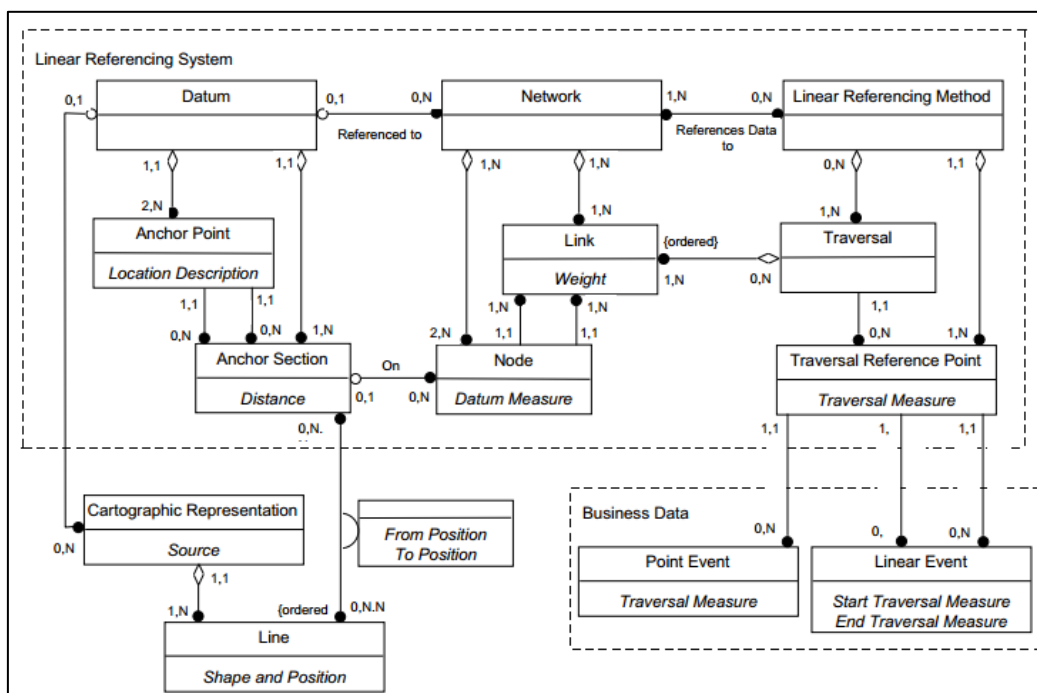 Linear Referencing System
Datum
Network
Linear Referencing Method
0,1
0,1
0,N
1,N
0,N
Referenced to
References Data
to
1,1
1,1
1,N
1,N
0,N
1,1
2,N
1,N
1,N
Anchor Point
Location Description
Link
Weight
{ordered}
1,N
0,N
Traversal
1,1
1,1
0,N
0,N
1,N
1,N
1,N
1,1
1,1
2,N
1,1
0,N
1,N
Anchor Section
Distance
On
0,1
0,N
Node
Datum Measure
Traversal Reference Point
Traversal Measure
0,N.
1,1
1,
1,1
Cartographic Representation
Source
0,N
From Position
To Position
Business Data
0,N
0,
0,N
Point Event
Traversal Measure
Linear Event
Start Traversal Measure
End Traversal Measure
1,1
1,N
{ordered
0,N.N
Line
Shape and Position